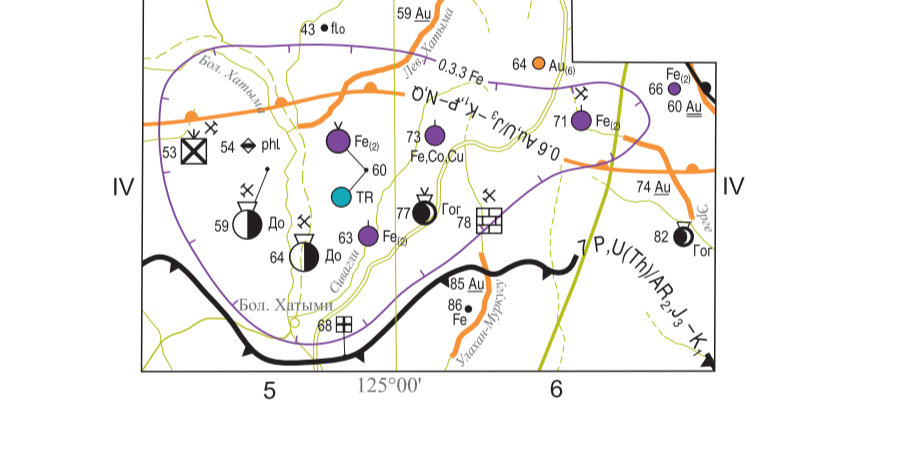 59 Au
43 flo
Лев. Хатыма
64 Au(6)
Бол. Хатыма
0.3.3 Fe
Fe(2)
66
60 Au
0.6 Au,U/J₃–K₁,P–N,Q
71 Fe(2)
53
54 phl
Fe(2)
73
Fe,Co,Cu
60
IV
IV
TR
74 Au
59 До
77 Гог
78
63 Fe(2)
82 Гог
64 До
Сивагли
7 P,U(Th)/AR₂,J₃–K₁
85 Au
86
Fe
Бол. Хатыми
68
Улахан-Муркугу
5
125°00'
6